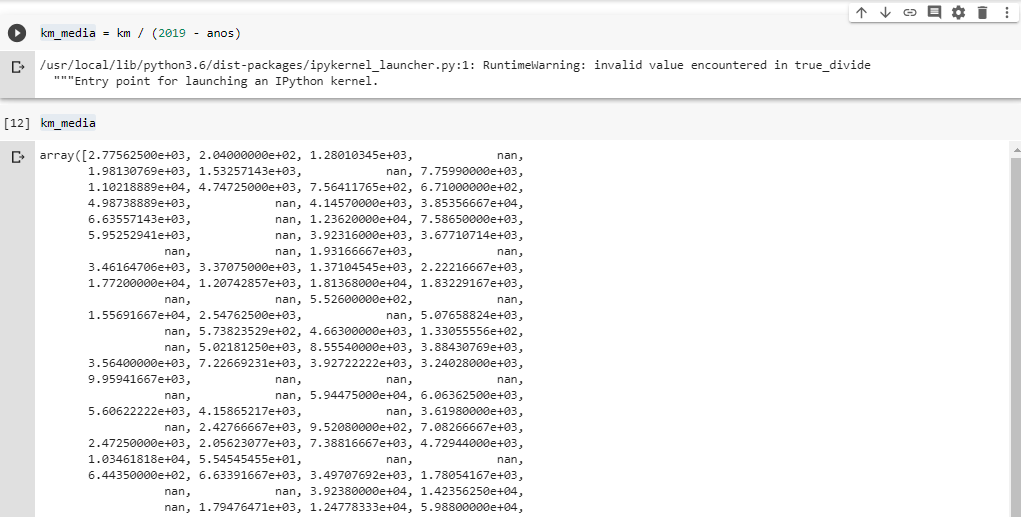 km_media = km / (2019 - anos)
/usr/local/lib/python3.6/dist-packages/ipykernel_launcher.py:1: RuntimeWarning: invalid value encountered in true_divide
  """Entry point for launching an IPython kernel.
[12] km_media
array([2.77562500e+03, 2.04000000e+02, 1.28010345e+03,            nan,
       1.98130769e+03, 1.53257143e+03,            nan, 7.75990000e+03,
       1.10218889e+04, 4.74725000e+03, 7.56411765e+02, 6.71000000e+02,
       4.98738889e+03,            nan, 4.14570000e+03, 3.85356667e+04,
       6.63557143e+03,            nan, 1.23620000e+04, 7.58650000e+03,
       5.95252941e+03,            nan, 3.92316000e+03, 3.67710714e+03,
                  nan,            nan, 1.93166667e+03,            nan,
       3.46164706e+03, 3.37075000e+03, 1.37104545e+03, 2.22216667e+03,
       1.77200000e+04, 1.20742857e+03, 1.81368000e+04, 1.83229167e+03,
                  nan,            nan, 5.52600000e+02,            nan,
       1.55691667e+04, 2.54762500e+03,            nan, 5.07658824e+03,
                  nan, 5.73823529e+02, 4.66300000e+03, 1.33055556e+02,
                  nan, 5.02181250e+03, 8.55540000e+03, 3.88430769e+03,
       3.56400000e+03, 7.22669231e+03, 3.92722222e+03, 3.24028000e+03,
       9.95941667e+03,            nan,            nan,            nan,
                  nan,            nan, 5.94475000e+04, 6.06362500e+03,
       5.60622222e+03, 4.15865217e+03,            nan, 3.61980000e+03,
                  nan, 2.42766667e+03, 9.52080000e+02, 7.08266667e+03,
       2.47250000e+03, 2.05623077e+03, 7.38816667e+03, 4.72944000e+03,
       1.03461818e+04, 5.54545455e+01,            nan,            nan,
       6.44350000e+02, 6.63391667e+03, 3.49707692e+03, 1.78054167e+03,
                  nan,            nan, 3.92380000e+04, 1.42356250e+04,
                  nan, 1.79476471e+03, 1.24778333e+04, 5.98800000e+04,